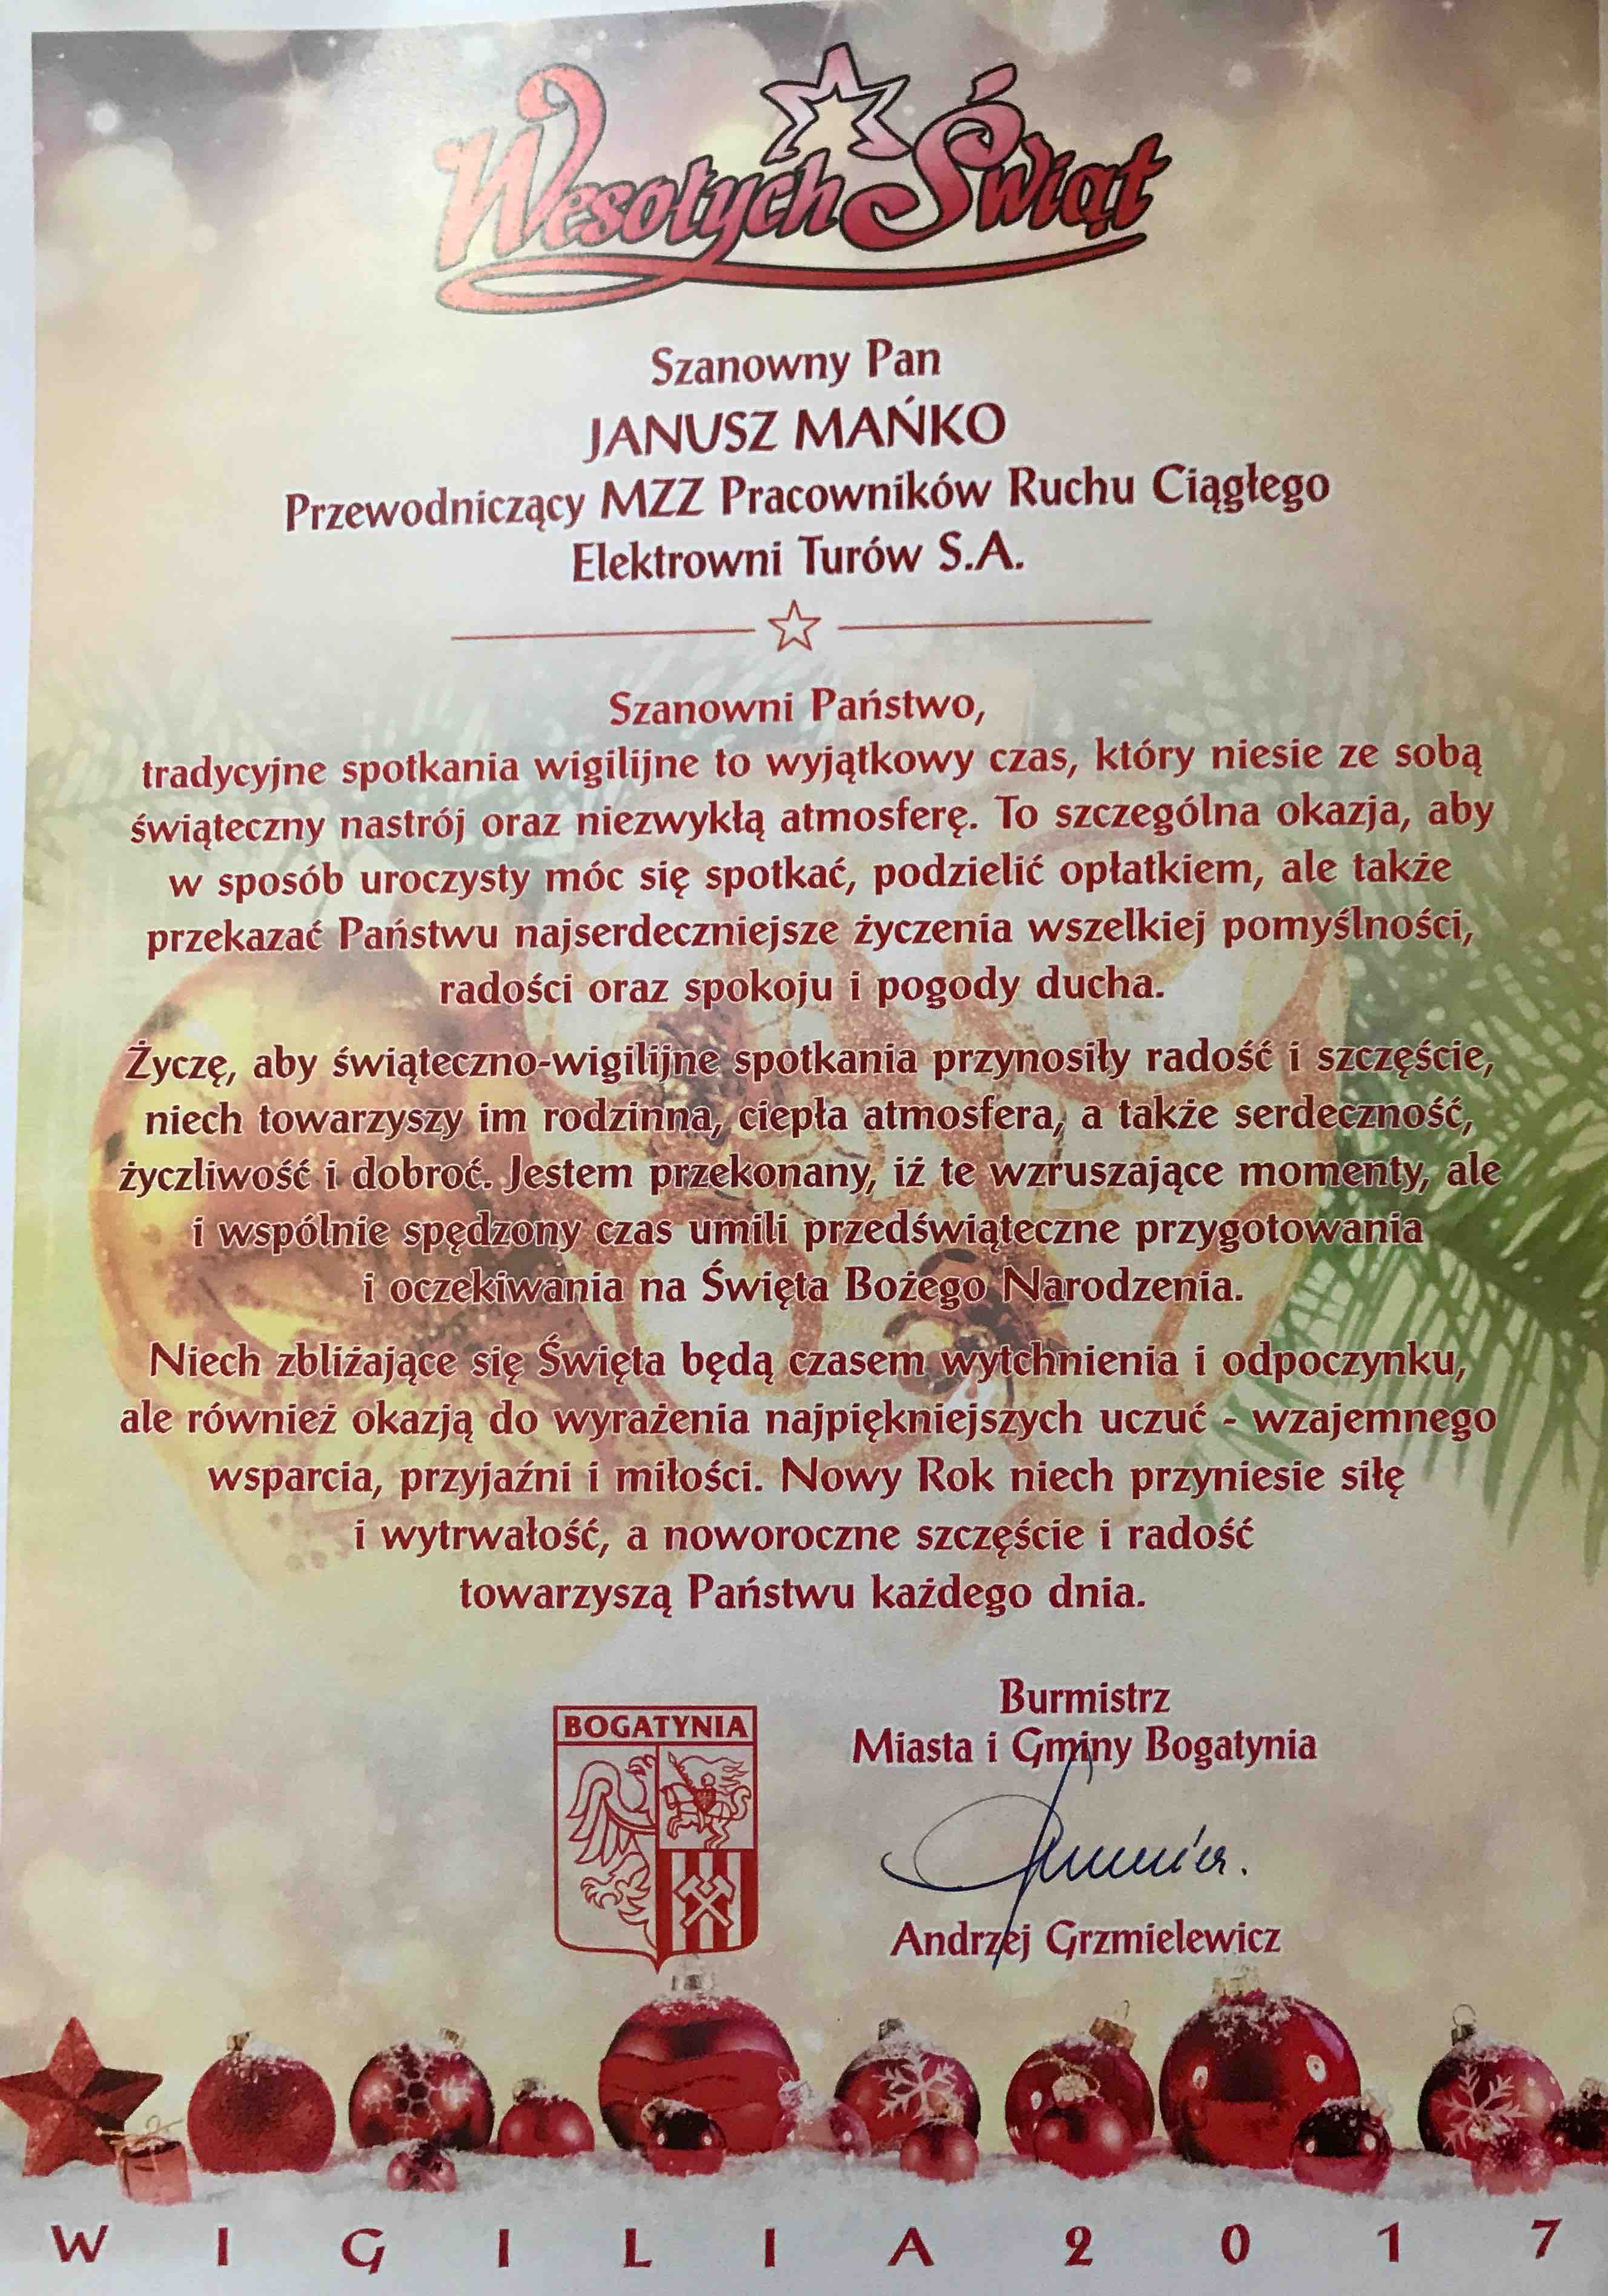 Wesołych Świąt
Szanowny Pan
JANUSZ MAŃKO
Przewodniczący MZZ Pracowników Ruchu Ciągłego
Elektrowni Turów S.A.
Szanowni Państwo,
tradycyjne spotkania wigilijne to wyjątkowy czas, który niesie ze sobą
świąteczny nastrój oraz niezwykłą atmosferę. To szczególna okazja, aby
w sposób uroczysty móc się spotkać, podzielić opłatkiem, ale także
przekazać Państwu najserdeczniejsze życzenia wszelkiej pomyślności,
radości oraz spokoju i pogody ducha.
Życzę, aby świąteczno-wigilijne spotkania przynosiły radość i szczęście,
niech towarzyszy im rodzinna, ciepła atmosfera, a także serdeczność,
życzliwość i dobroć. Jestem przekonany, iż te wzruszające momenty, ale
i wspólnie spędzony czas umili przedświąteczne przygotowania
i oczekiwania na Święta Bożego Narodzenia.
Niech zbliżające się Święta będą czasem wytchnienia i odpoczynku,
ale również okazją do wyrażenia najpiękniejszych uczuć - wzajemnego
wsparcia, przyjaźni i miłości. Nowy Rok niech przyniesie siłę
i wytrwałość, a noworoczne szczęście i radość
towarzyszą Państwu każdego dnia.
Burmistrz
Miasta i Gminy Bogatynia
BOGATYNIA
Andrzej Grzmielewicz
WIGILIA 2017